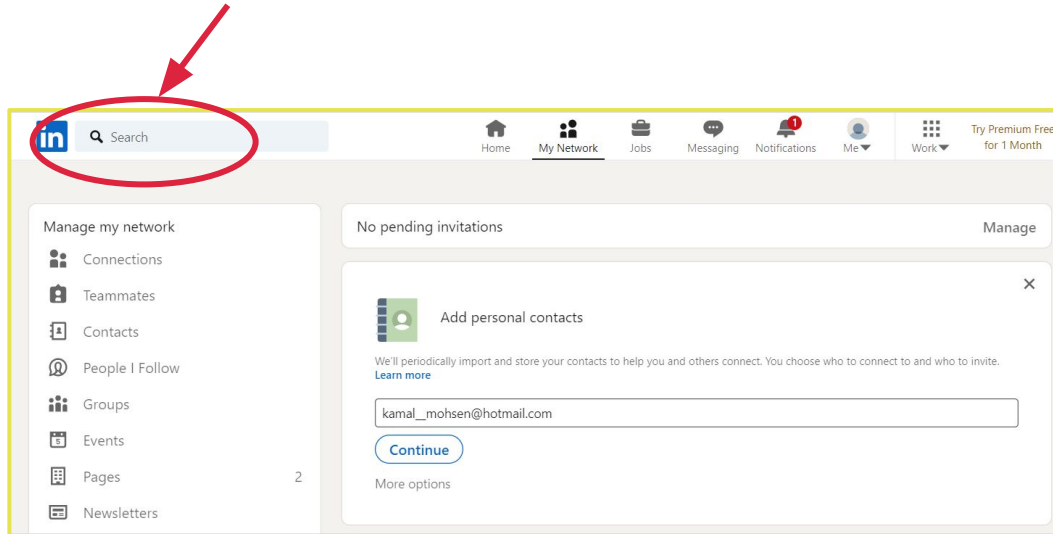 in
Search
Home
My Network
Jobs
Messaging
1
Notifications
Me
Work
Try Premium Free
for 1 Month
Manage my network
Connections
Teammates
Contacts
People I Follow
Groups
5
Events
Pages 2
Newsletters
No pending invitations Manage
Add personal contacts
We'll periodically import and store your contacts to help you and others connect. You choose who to connect to and who to invite.
Learn more
kamal__mohsen@hotmail.com
Continue
More options